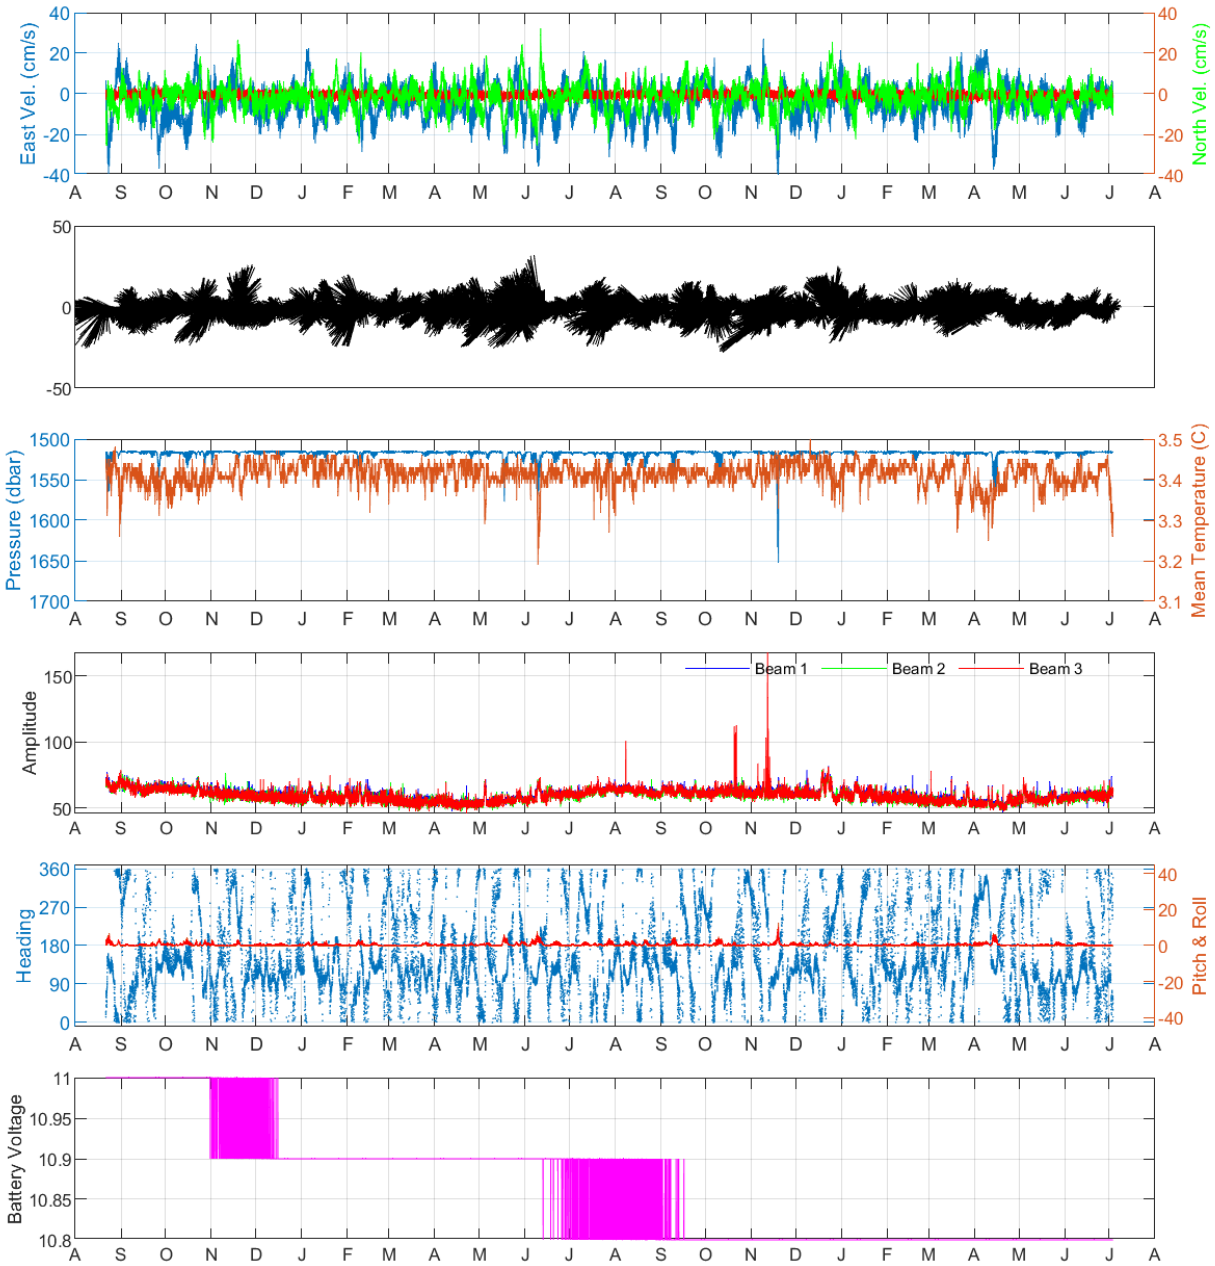 40
20
0
-20
-40
East Vel. (cm/s)
40
20
0
-20
-40
North Vel. (cm/s)
A S O N D J F M A M J J A S O N D J F M A M J J A
50
0
-50
1500
1550
1600
1650
1700
Pressure (dbar)
3.5
3.4
3.3
3.2
3.1
Mean Temperature (C)
A S O N D J F M A M J J A S O N D J F M A M J J A
150
100
50
Amplitude
Beam 1 Beam 2 Beam 3
A S O N D J F M A M J J A S O N D J F M A M J J A
360
270
180
90
0
Heading
40
20
0
-20
-40
Pitch & Roll
A S O N D J F M A M J J A S O N D J F M A M J J A
11
10.95
10.9
10.85
10.8
Battery Voltage
A S O N D J F M A M J J A S O N D J F M A M J J A